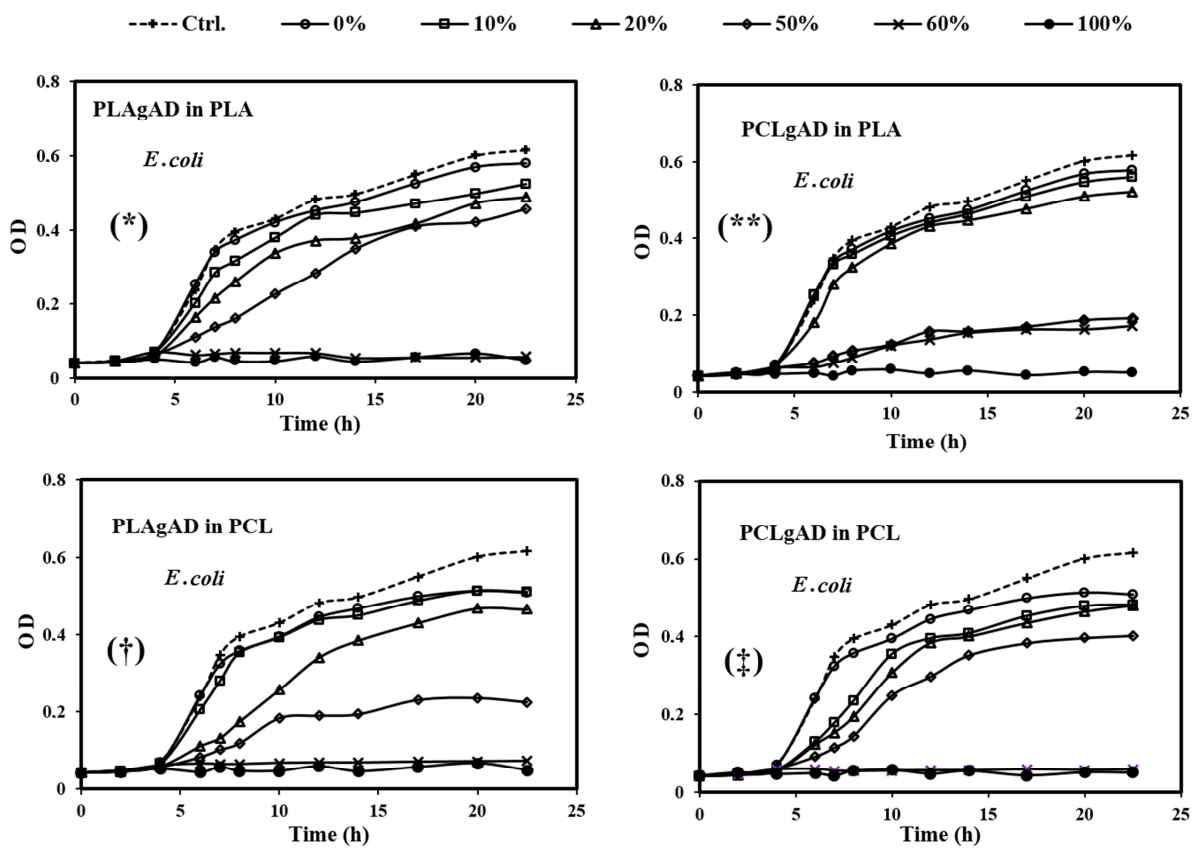 Ctrl. 0% 10% 20% 50% 60% 100%
0.8
0.6
0.4
0.2
0
OD
PLAgAD in PLA
E.coli
(*)
0 5 10 15 20 25
Time (h)
0.8
0.6
0.4
0.2
0
OD
PCLgAD in PLA
E.coli
(**)
0 5 10 15 20 25
Time (h)
0.8
0.6
0.4
0.2
0
OD
PLAgAD in PCL
E.coli
(†)
0 5 10 15 20 25
Time (h)
0.8
0.6
0.4
0.2
0
OD
PCLgAD in PCL
E.coli
(‡)
0 5 10 15 20 25
Time (h)